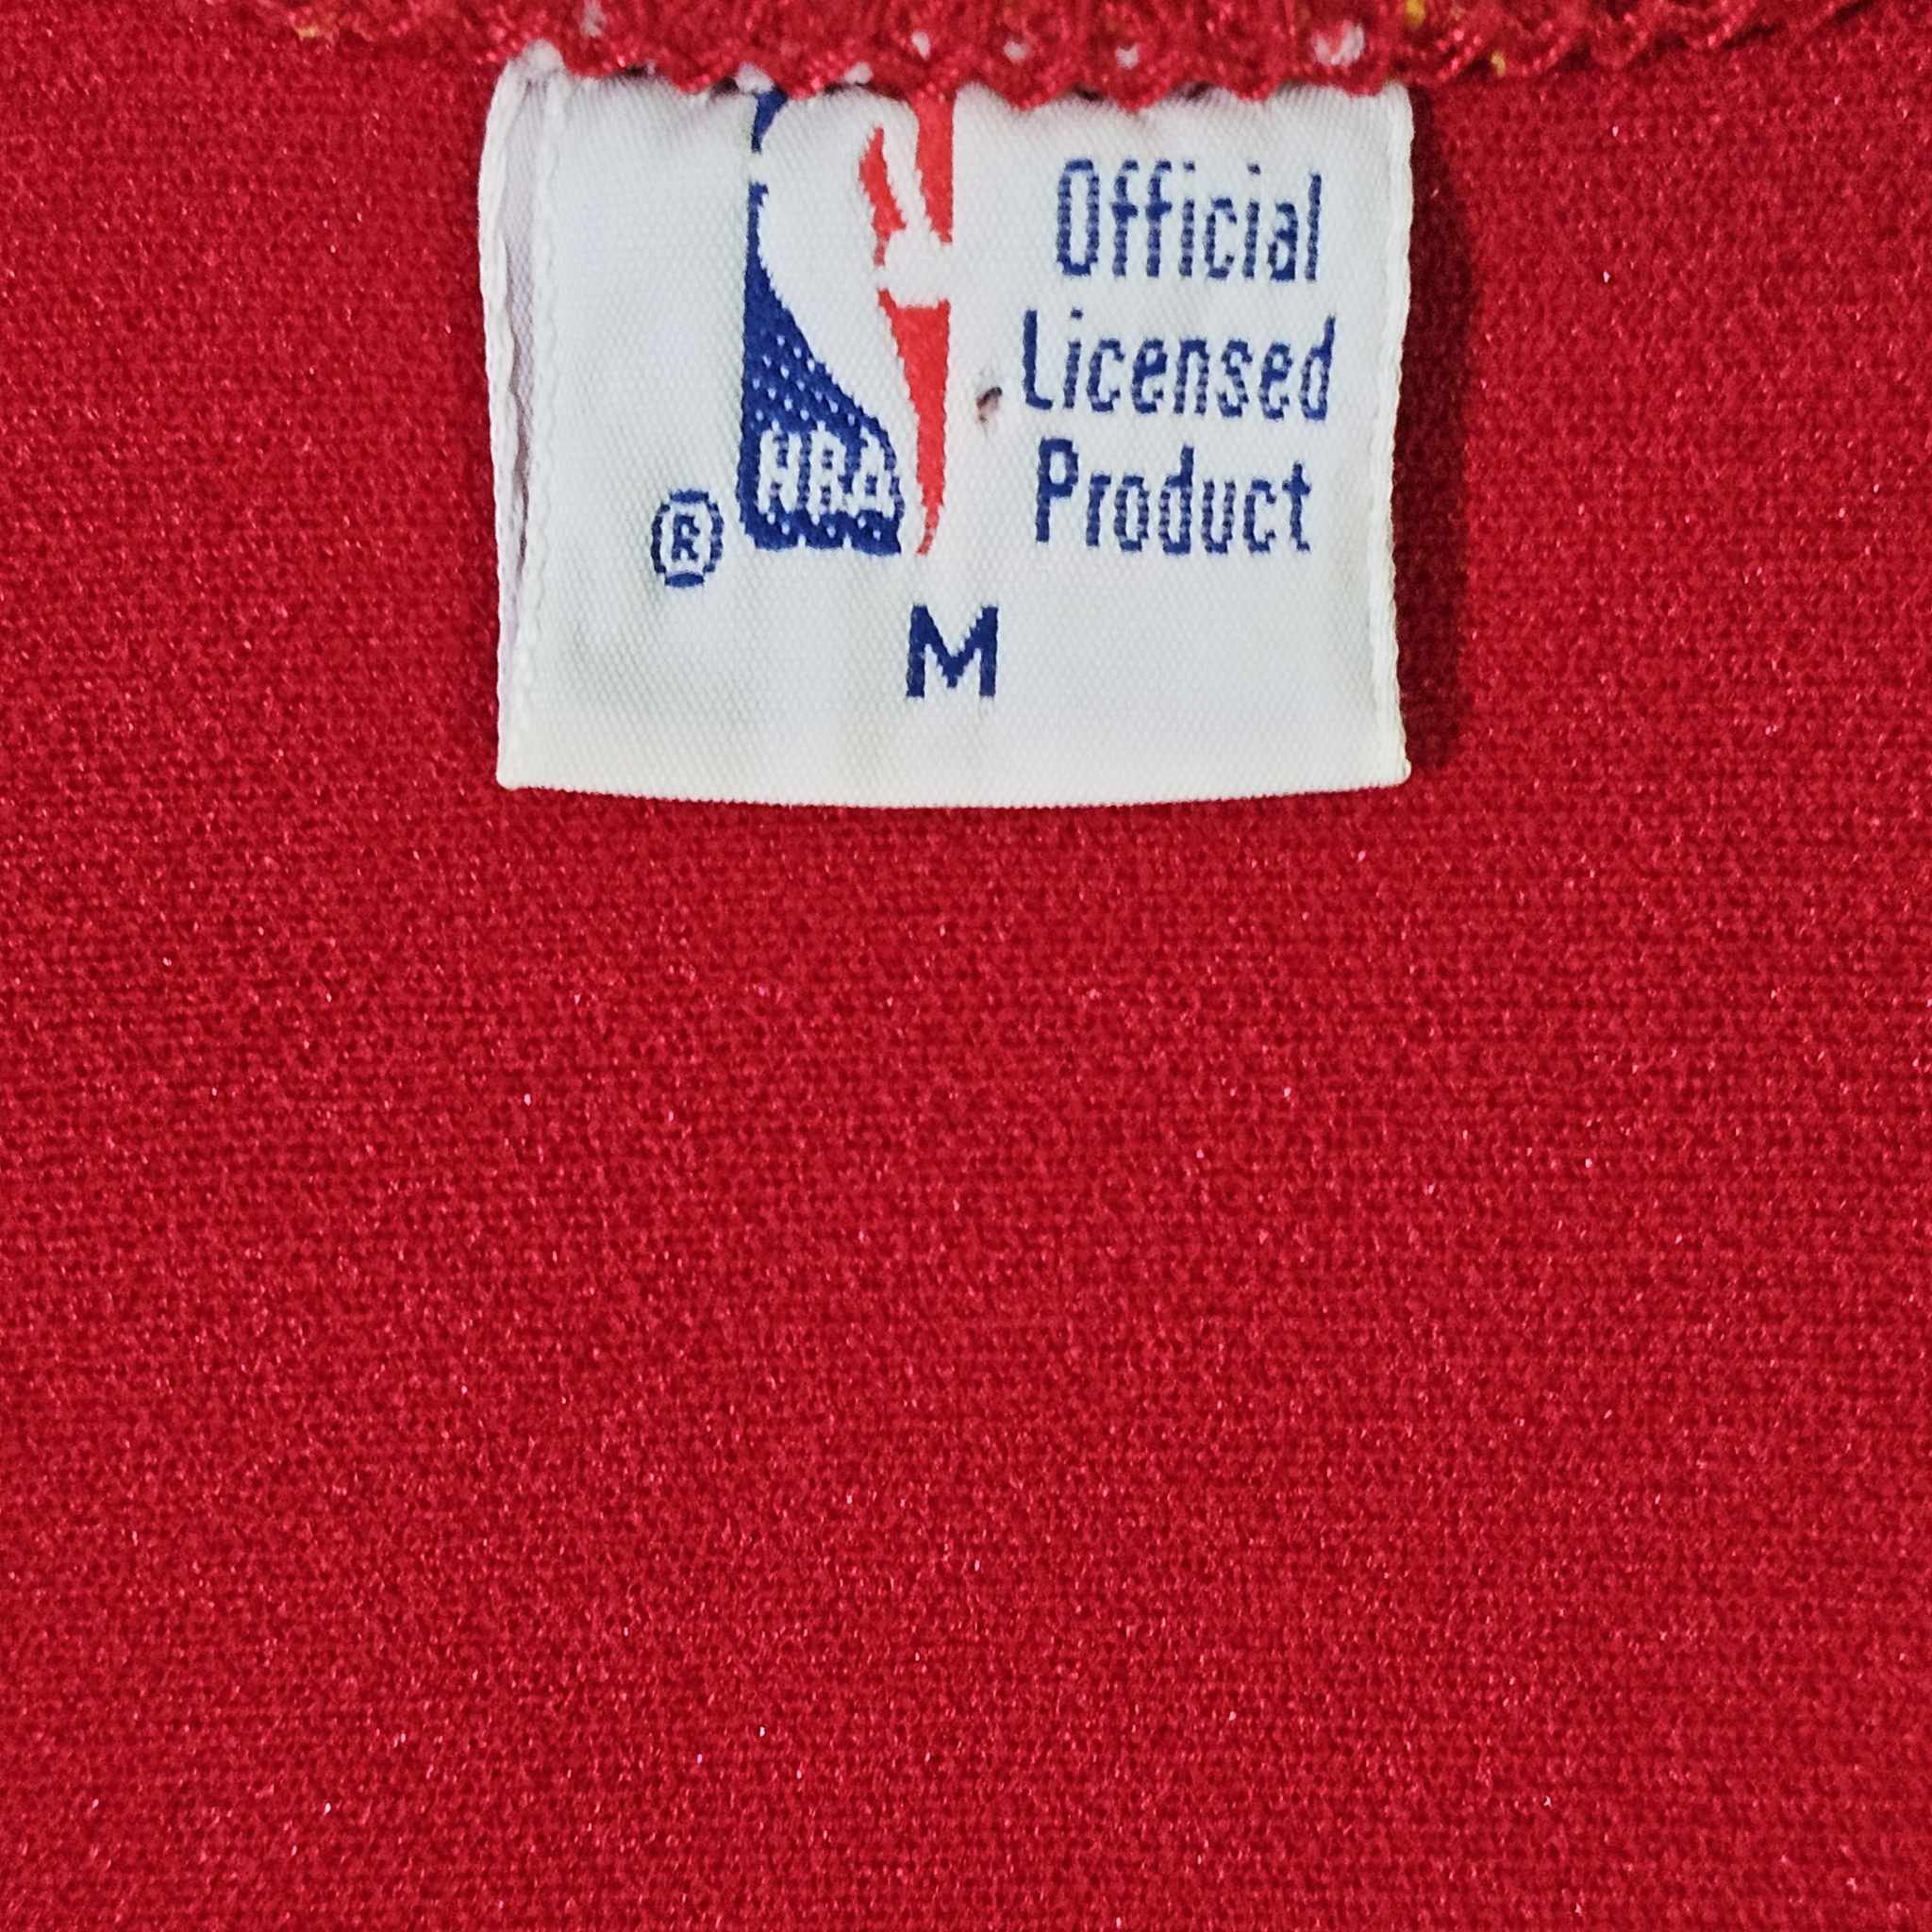 Official
Licensed
Product
NBA
®
M